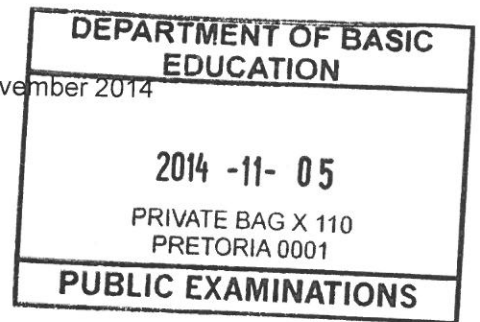 DEPARTMENT OF BASIC
EDUCATION
vember 2014
2014 -11- 05
PRIVATE BAG X 110
PRETORIA 0001
PUBLIC EXAMINATIONS